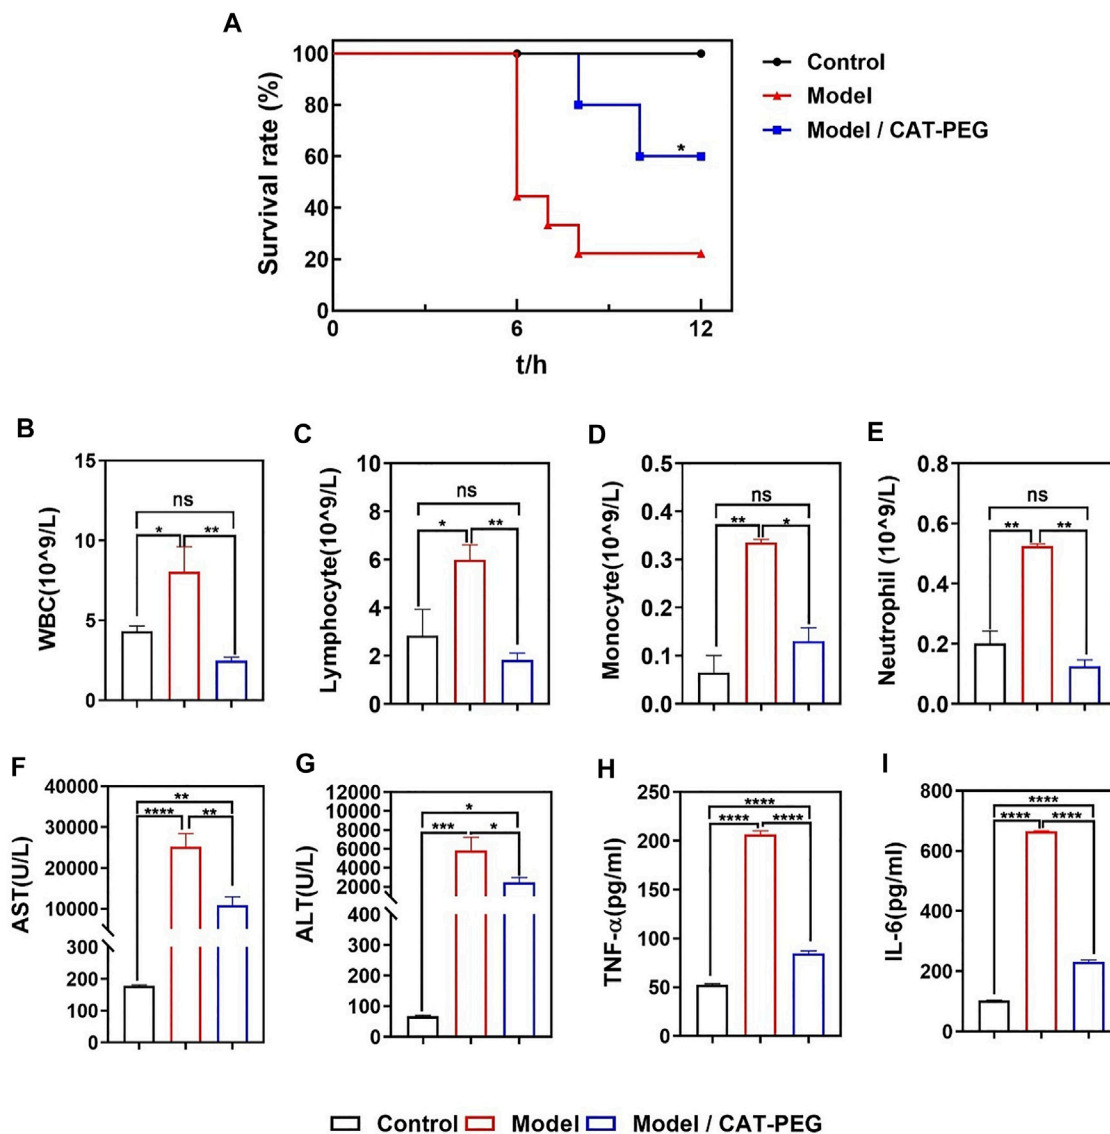 A
Survival rate (%)
100
80
60
40
20
0
0 6 12
t/h
*
Control
Model
Model / CAT-PEG
B
WBC(10^9/L)
15
10
5
0
ns
* **
C
Lymphocyte(10^9/L)
10
8
6
4
2
0
ns
* **
D
Monocyte(10^9/L)
0.5
0.4
0.3
0.2
0.1
0.0
ns
** *
E
Neutrophil (10^9/L)
0.8
0.6
0.4
0.2
0.0
ns
** **
F
AST(U/L)
40000
30000
20000
10000
300
200
100
0
**
**** **
G
ALT(U/L)
12000
10000
8000
6000
4000
2000
400
300
200
100
0
*
*** *
H
TNF-α(pg/ml)
250
200
150
100
50
0
****
**** ****
I
IL-6(pg/ml)
800
600
400
200
0
****
**** ****
Control Model Model / CAT-PEG